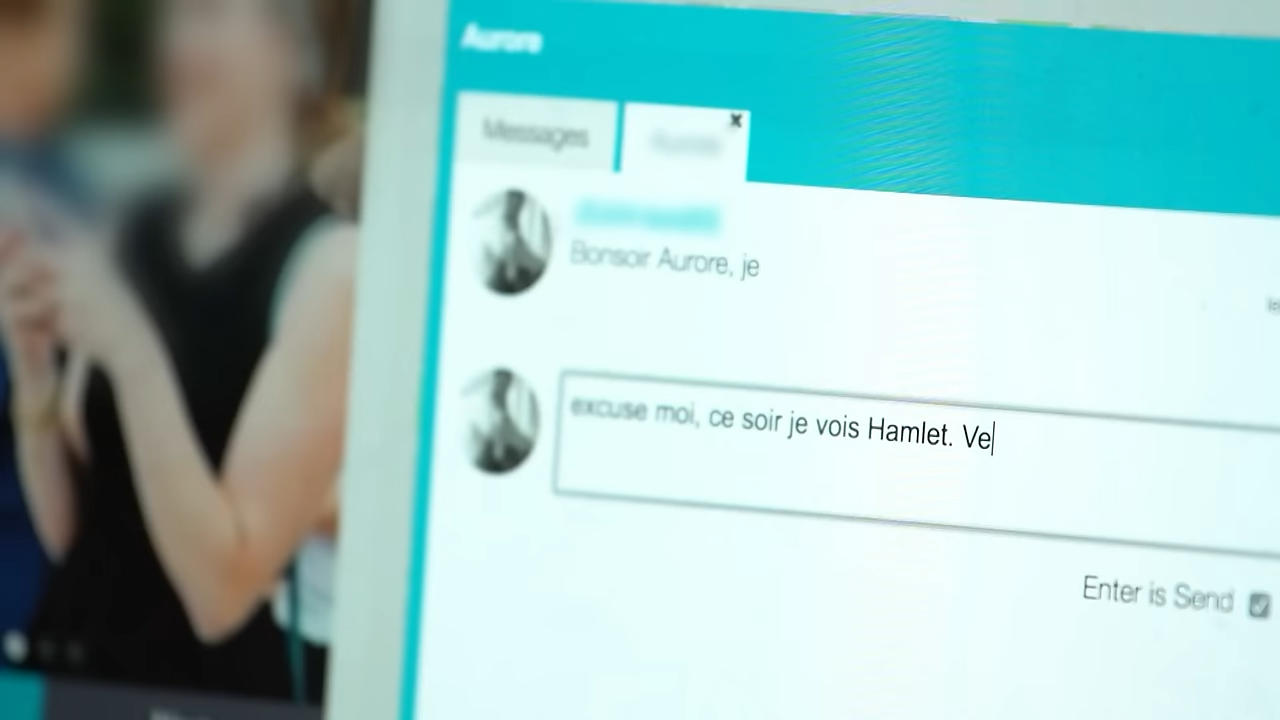 Aurore
Messages
Bonsoir Aurore, je
excuse moi, ce soir je vois Hamlet. Ve
Enter is Send